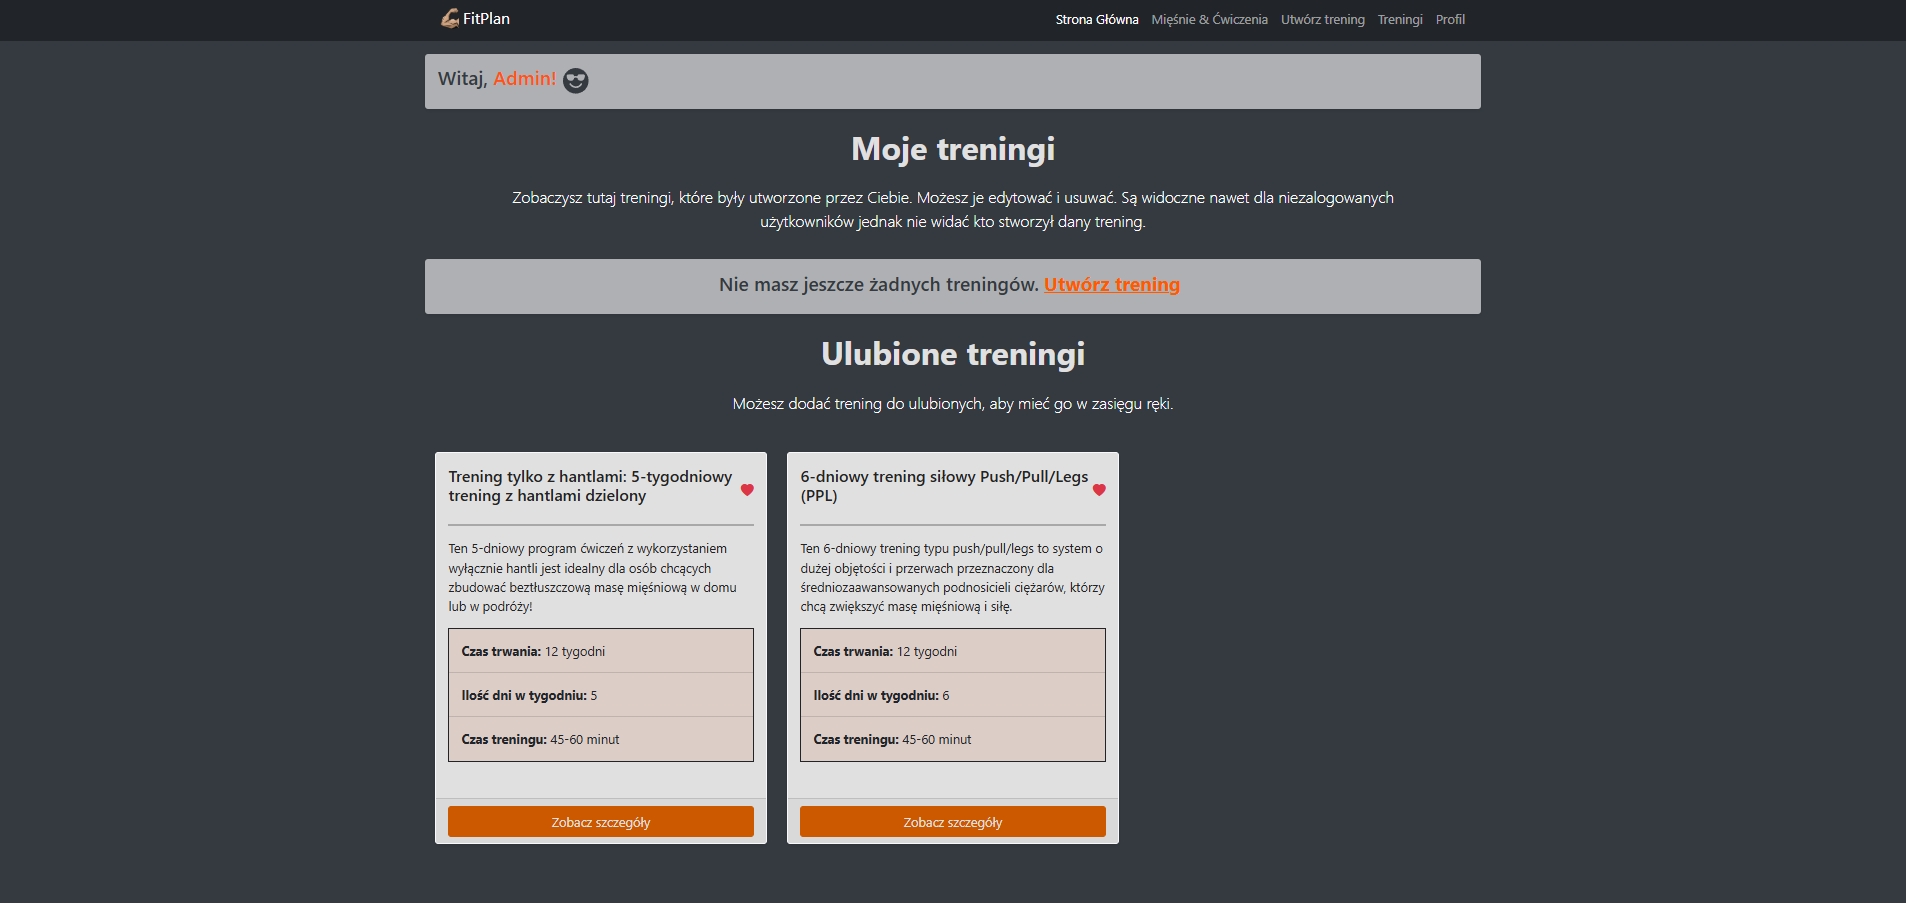 FitPlan
Strona Główna Mięśnie & Ćwiczenia Utwórz trening Treningi Profil
Witaj, Admin!
Moje treningi
Zobaczysz tutaj treningi, które były utworzone przez Ciebie. Możesz je edytować i usuwać. Są widoczne nawet dla niezalogowanych
użytkowników jednak nie widać kto stworzył dany trening.
Nie masz jeszcze żadnych treningów. Utwórz trening
Ulubione treningi
Możesz dodać trening do ulubionych, aby mieć go w zasięgu ręki.
Trening tylko z hantlami: 5-tygodniowy
trening z hantlami dzielony
Ten 5-dniowy program ćwiczeń z wykorzystaniem
wyłącznie hantli jest idealny dla osób chcących
zbudować beztłuszczową masę mięśniową w domu
lub w podróży!
Czas trwania: 12 tygodni
Ilość dni w tygodniu: 5
Czas treningu: 45-60 minut
Zobacz szczegóły
6-dniowy trening siłowy Push/Pull/Legs
(PPL)
Ten 6-dniowy trening typu push/pull/legs to system o
dużej objętości i przerwach przeznaczony dla
średniozaawansowanych podnosicieli ciężarów, którzy
chcą zwiększyć masę mięśniową i siłę.
Czas trwania: 12 tygodni
Ilość dni w tygodniu: 6
Czas treningu: 45-60 minut
Zobacz szczegóły